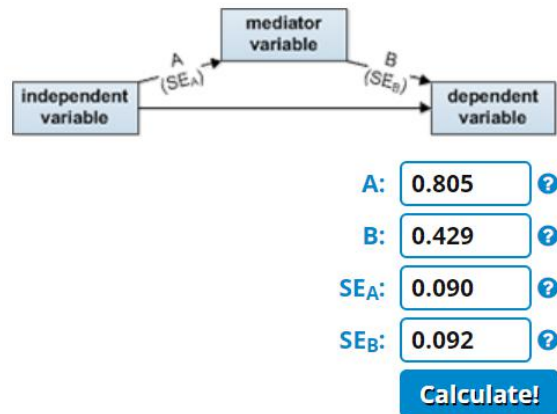 mediator
variable
A
(SEA)
B
(SEB)
independent
variable
dependent
variable
A: 0.805 ?
B: 0.429 ?
SEA: 0.090 ?
SEB: 0.092 ?
Calculate!